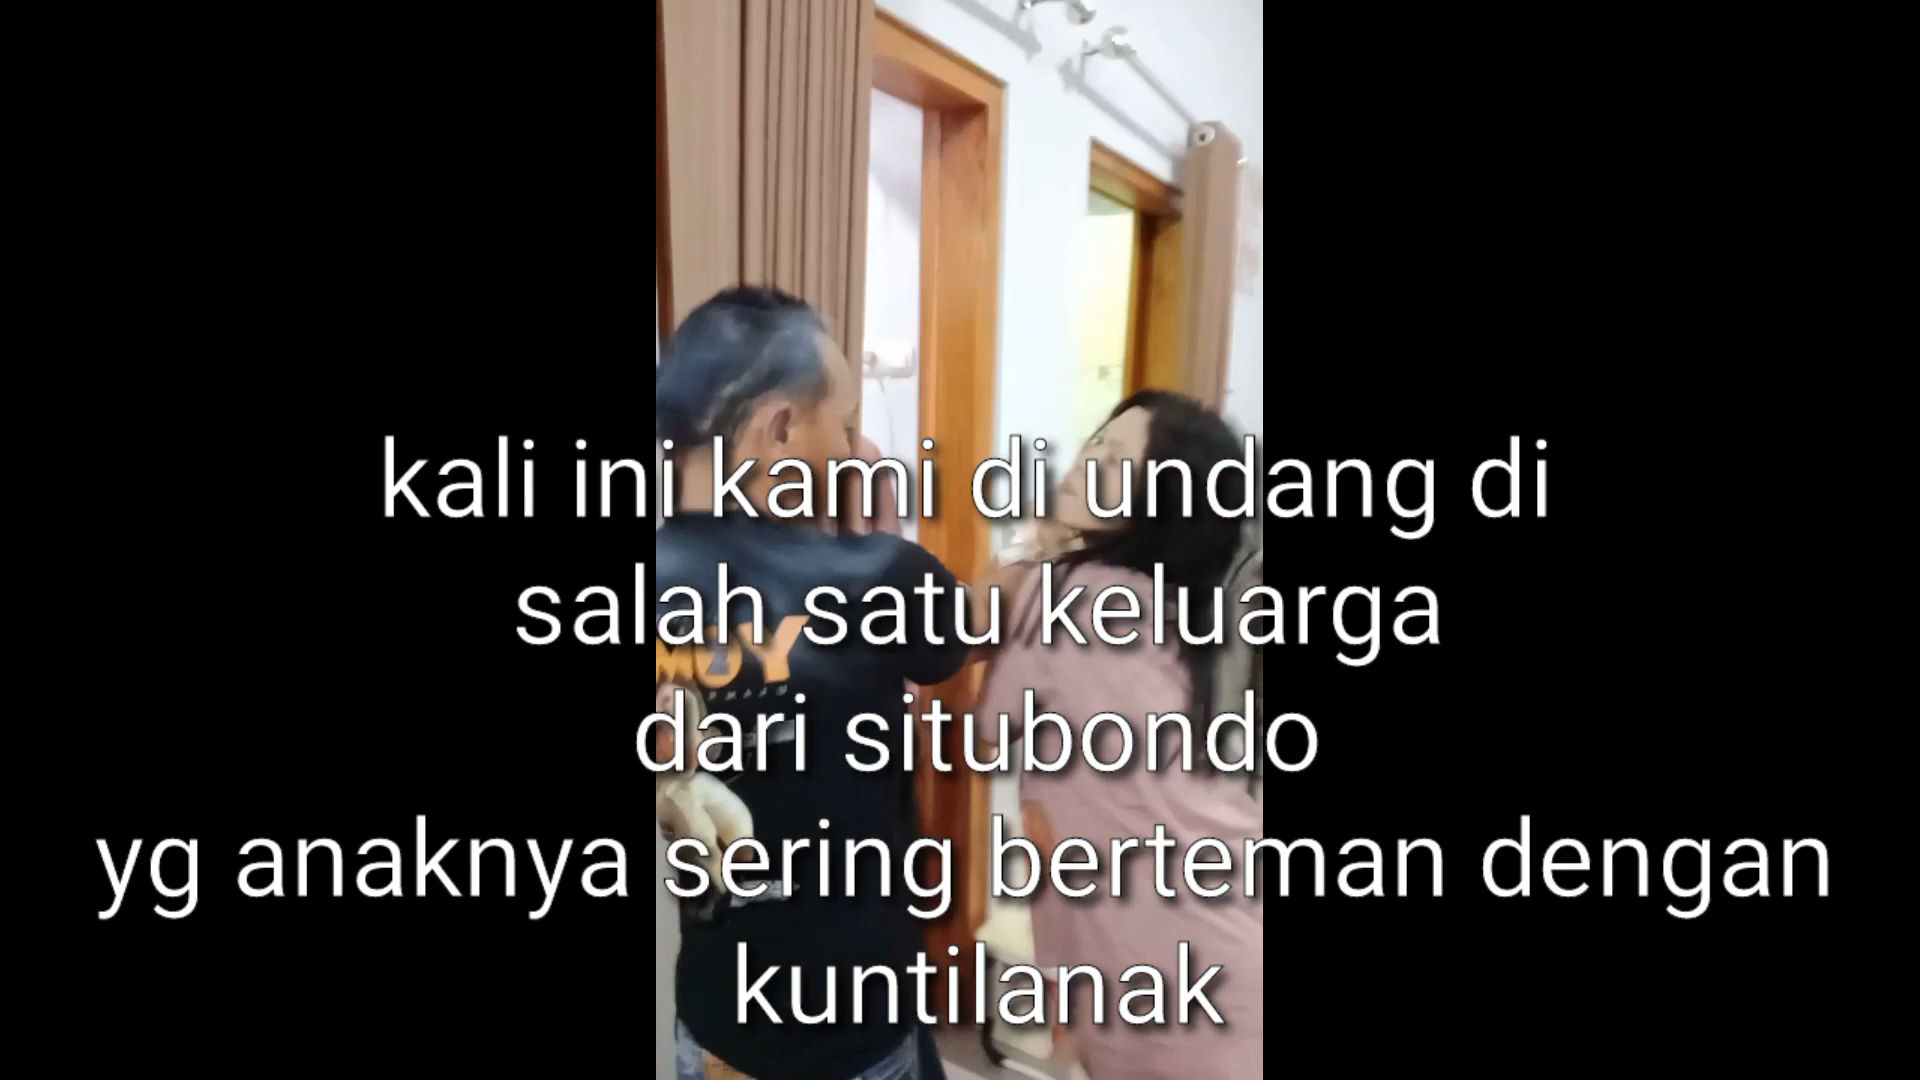 kali ini kami di undang di
salah satu keluarga
dari situbondo
yg anaknya sering berteman dengan
kuntilanak